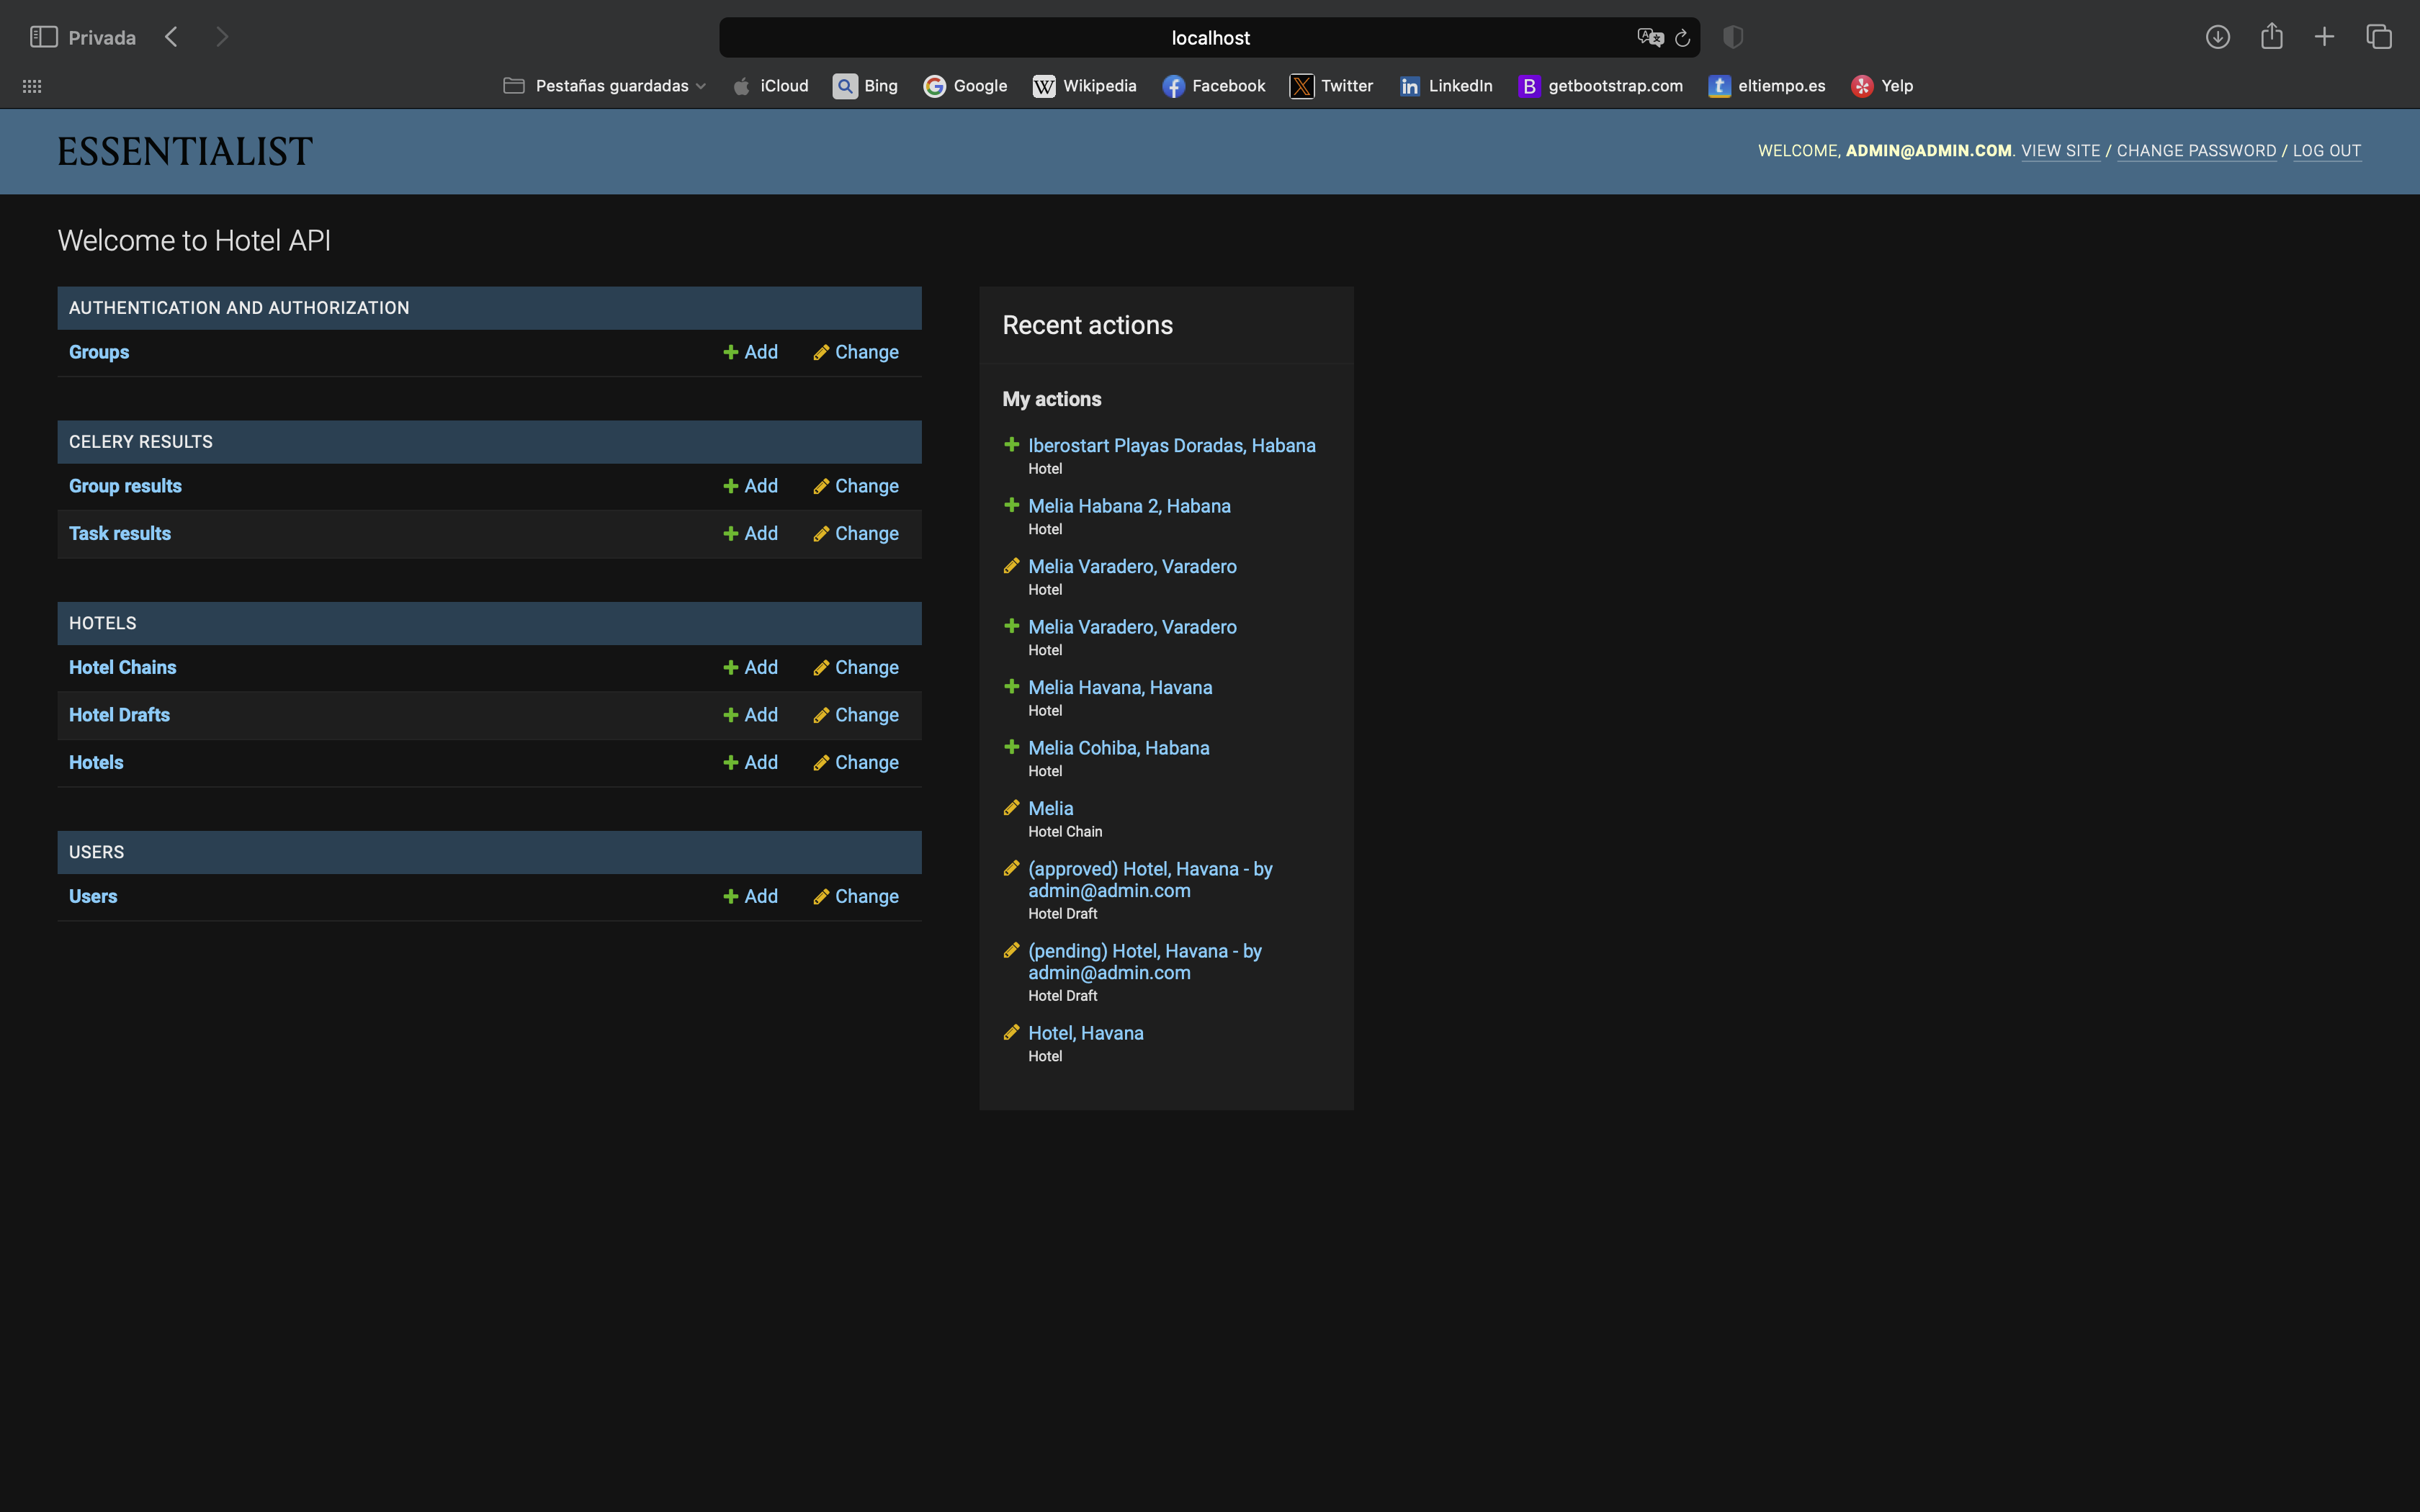 Privada
localhost
Pestañas guardadas iCloud Bing Google Wikipedia Facebook Twitter LinkedIn getbootstrap.com eltiempo.es Yelp
ESSENTIALIST
WELCOME, ADMIN@ADMIN.COM. VIEW SITE / CHANGE PASSWORD / LOG OUT
Welcome to Hotel API
AUTHENTICATION AND AUTHORIZATION
Groups Add Change
CELERY RESULTS
Group results Add Change
Task results Add Change
HOTELS
Hotel Chains Add Change
Hotel Drafts Add Change
Hotels Add Change
USERS
Users Add Change
Recent actions
My actions
Iberostart Playas Doradas, Habana
Hotel
Melia Habana 2, Habana
Hotel
Melia Varadero, Varadero
Hotel
Melia Varadero, Varadero
Hotel
Melia Havana, Havana
Hotel
Melia Cohiba, Habana
Hotel
Melia
Hotel Chain
(approved) Hotel, Havana - by
admin@admin.com
Hotel Draft
(pending) Hotel, Havana - by
admin@admin.com
Hotel Draft
Hotel, Havana
Hotel